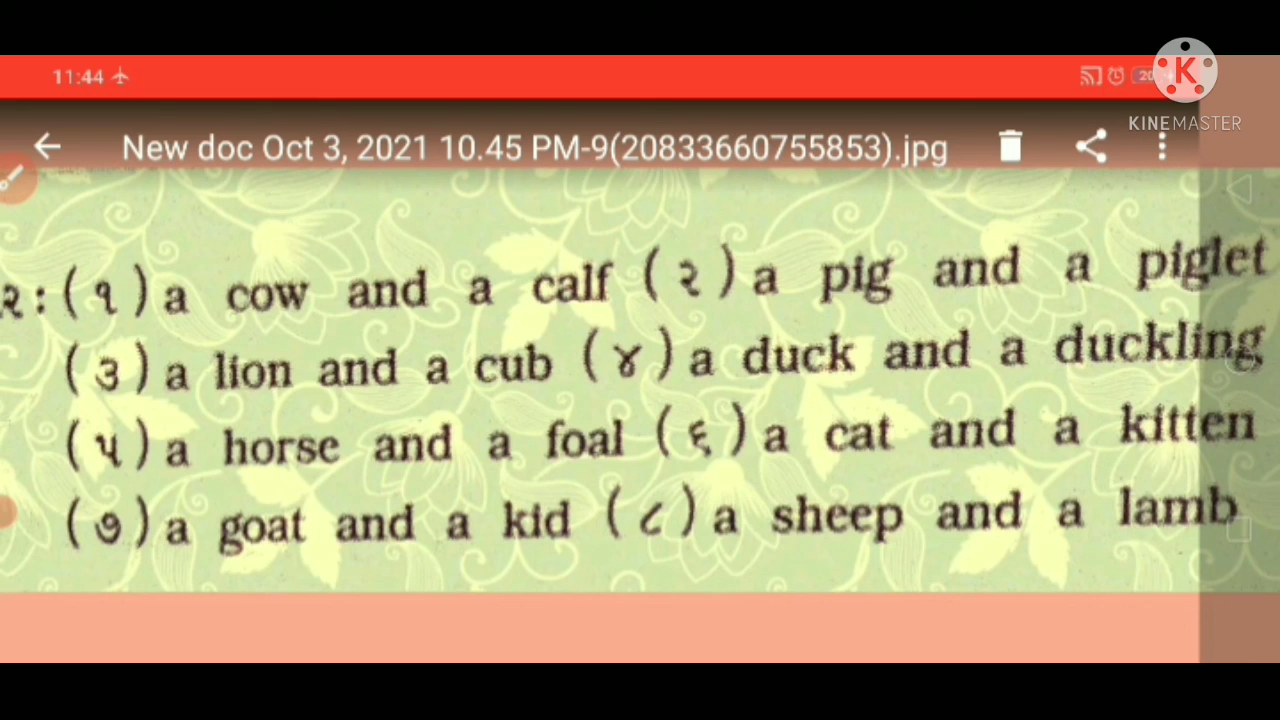 11:44
20
KINEMASTER
New doc Oct 3, 2021 10.45 PM-9(20833660755853).jpg
૨ : ( ૧ ) a cow and a calf ( ૨ ) a pig and a piglet
( ૩ ) a lion and a cub ( ૪ ) a duck and a duckling
( ૫ ) a horse and a foal ( ૬ ) a cat and a kitten
( ૭ ) a goat and a kid ( ૮ ) a sheep and a lamb